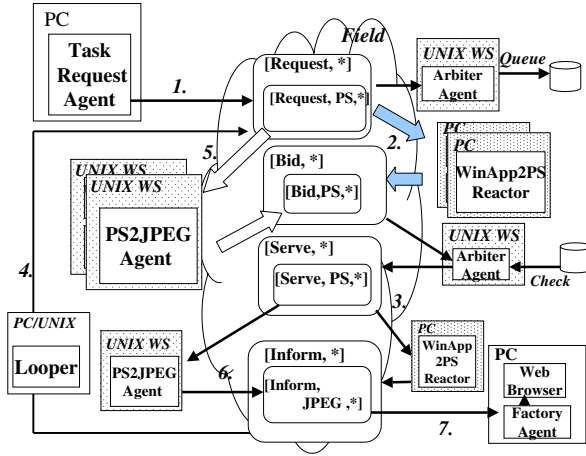 PC
Task
Request
Agent
1.
Field
[Request, *]
[Request, PS,*]
UNIX WS
Arbiter
Agent
Queue
2.
PC
PC
WinApp2PS
Reactor
5.
[Bid, *]
[Bid,PS,*]
UNIX WS
UNIX WS
PS2JPEG
Agent
UNIX WS
Arbiter
Agent
Check
[Serve, *]
[Serve, PS,*]
3.
4.
PC/UNIX
Looper
UNIX WS
PS2JPEG
Agent
6.
[Inform, *]
[Inform,
JPEG ,*]
PC
WinApp
2PS
Reactor
7.
PC
Web
Browser
Factory
Agent